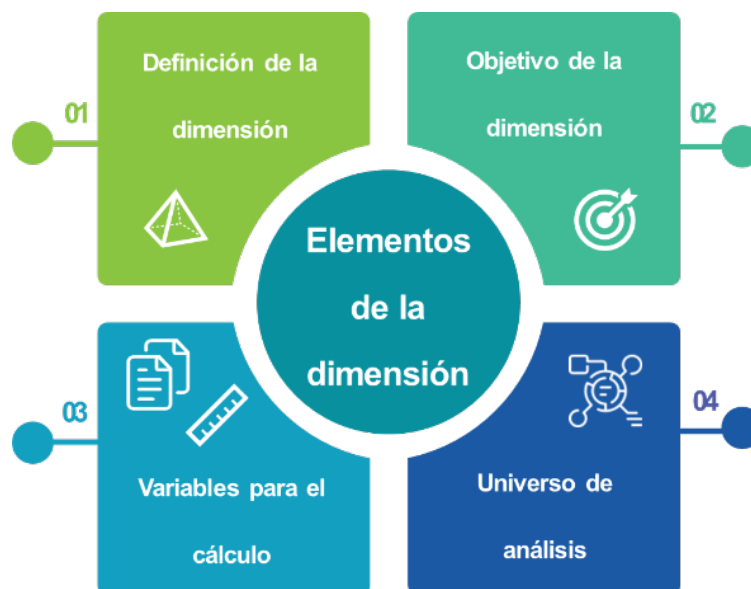 01
Definición de la
dimensión
Objetivo de la
dimensión
02
Elementos
de la
dimensión
03
Variables para el
cálculo
04
Universo de
análisis